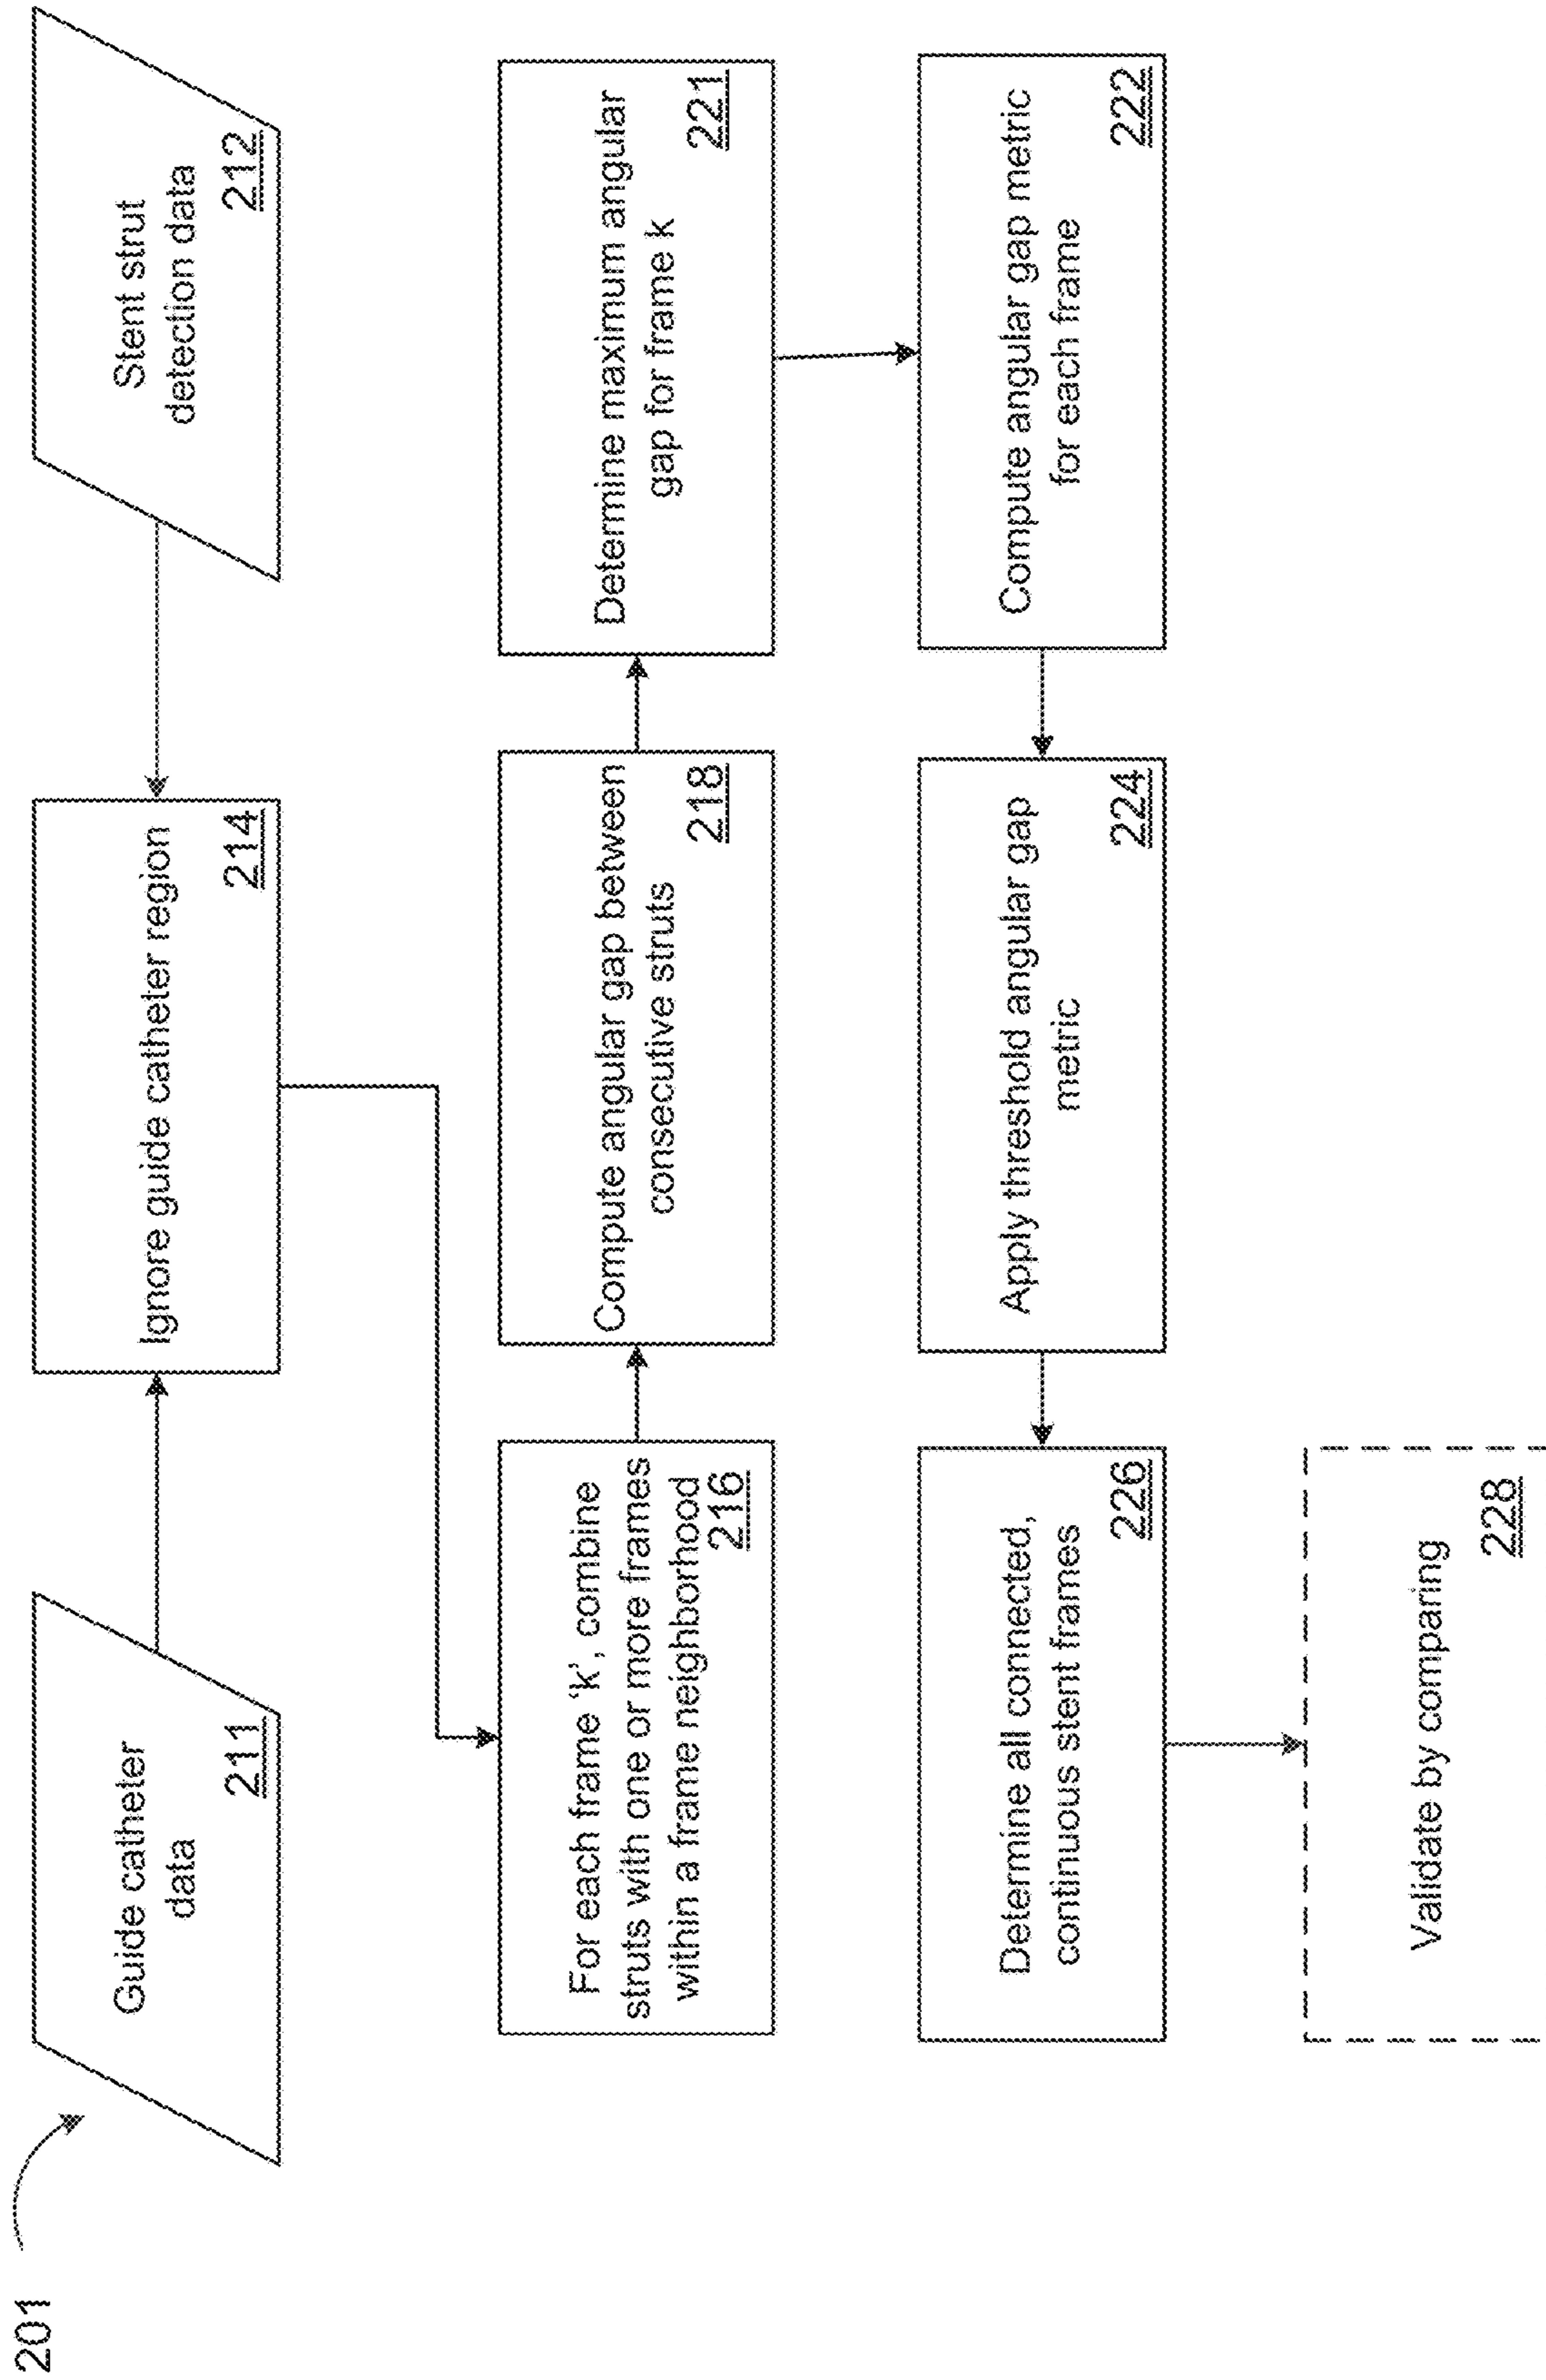 201
Guide catheter
data
211
Ignore guide catheter region
214
Stent strut
detection data
212
For each frame ‘k’, combine
struts with one or more frames
within a frame neighborhood
216
Compute angular gap between
consecutive struts
218
Determine maximum angular
gap for frame k
221
Determine all connected,
continuous stent frames
226
Apply threshold angular gap
metric
224
Compute angular gap metric
for each frame
222
Validate by comparing
228